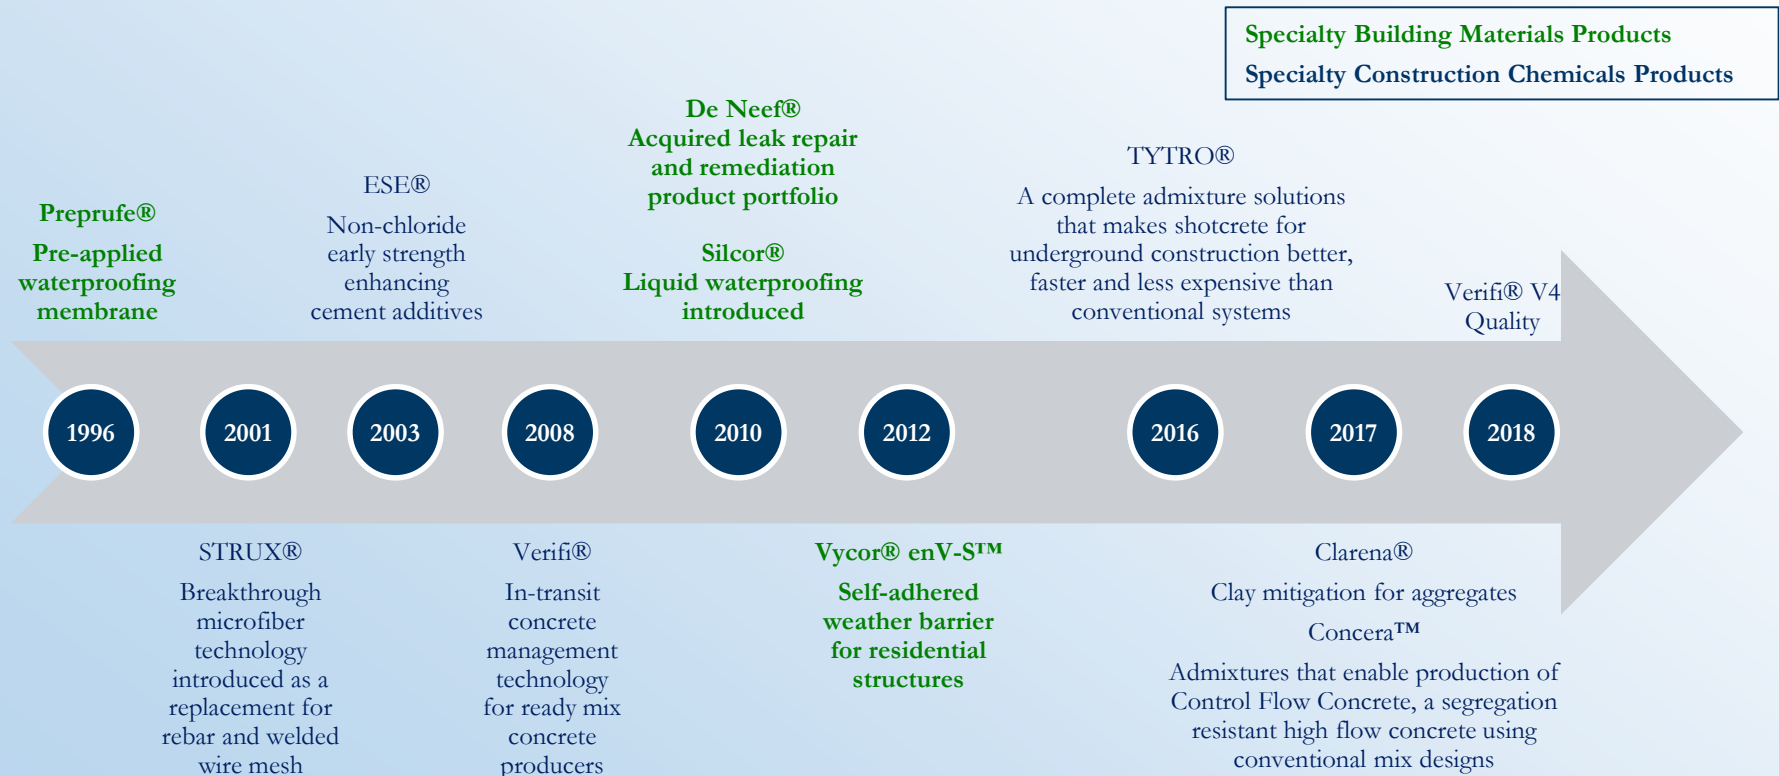 Specialty Building Materials Products
Specialty Construction Chemicals Products
Preprufe®
Pre-applied
waterproofing
membrane
ESE®
Non-chloride
early strength
enhancing
cement additives
De Neef®
Acquired leak repair
and remediation
product portfolio
Silcor®
Liquid waterproofing
introduced
TYTRO®
A complete admixture solutions
that makes shotcrete for
underground construction better,
faster and less expensive than
conventional systems
Verifi® V4
Quality
1996
2001
2003
2008
2010
2012
2016
2017
2018
STRUX®
Breakthrough
microfiber
technology
introduced as a
replacement for
rebar and welded
wire mesh
Verifi®
In-transit
concrete
management
technology
for ready mix
concrete
producers
Vycor® enV-S™
Self-adhered
weather barrier
for residential
structures
Clarena®
Clay mitigation for aggregates
Concera™
Admixtures that enable production of
Control Flow Concrete, a segregation
resistant high flow concrete using
conventional mix designs